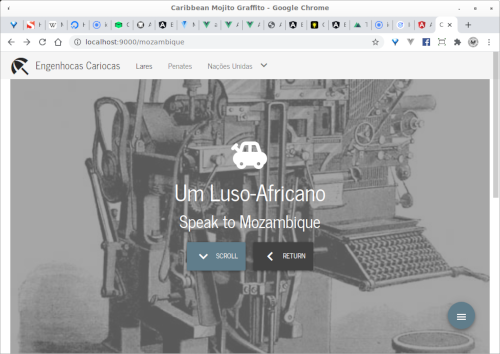 Caribbean Mojito Graffito - Google Chrome
localhost:9000/mozambique
Engenhocas Cariocas
Lares
Penates
Nações Unidas
Um Luso-Africano
Speak to Mozambique
SCROLL
RETURN